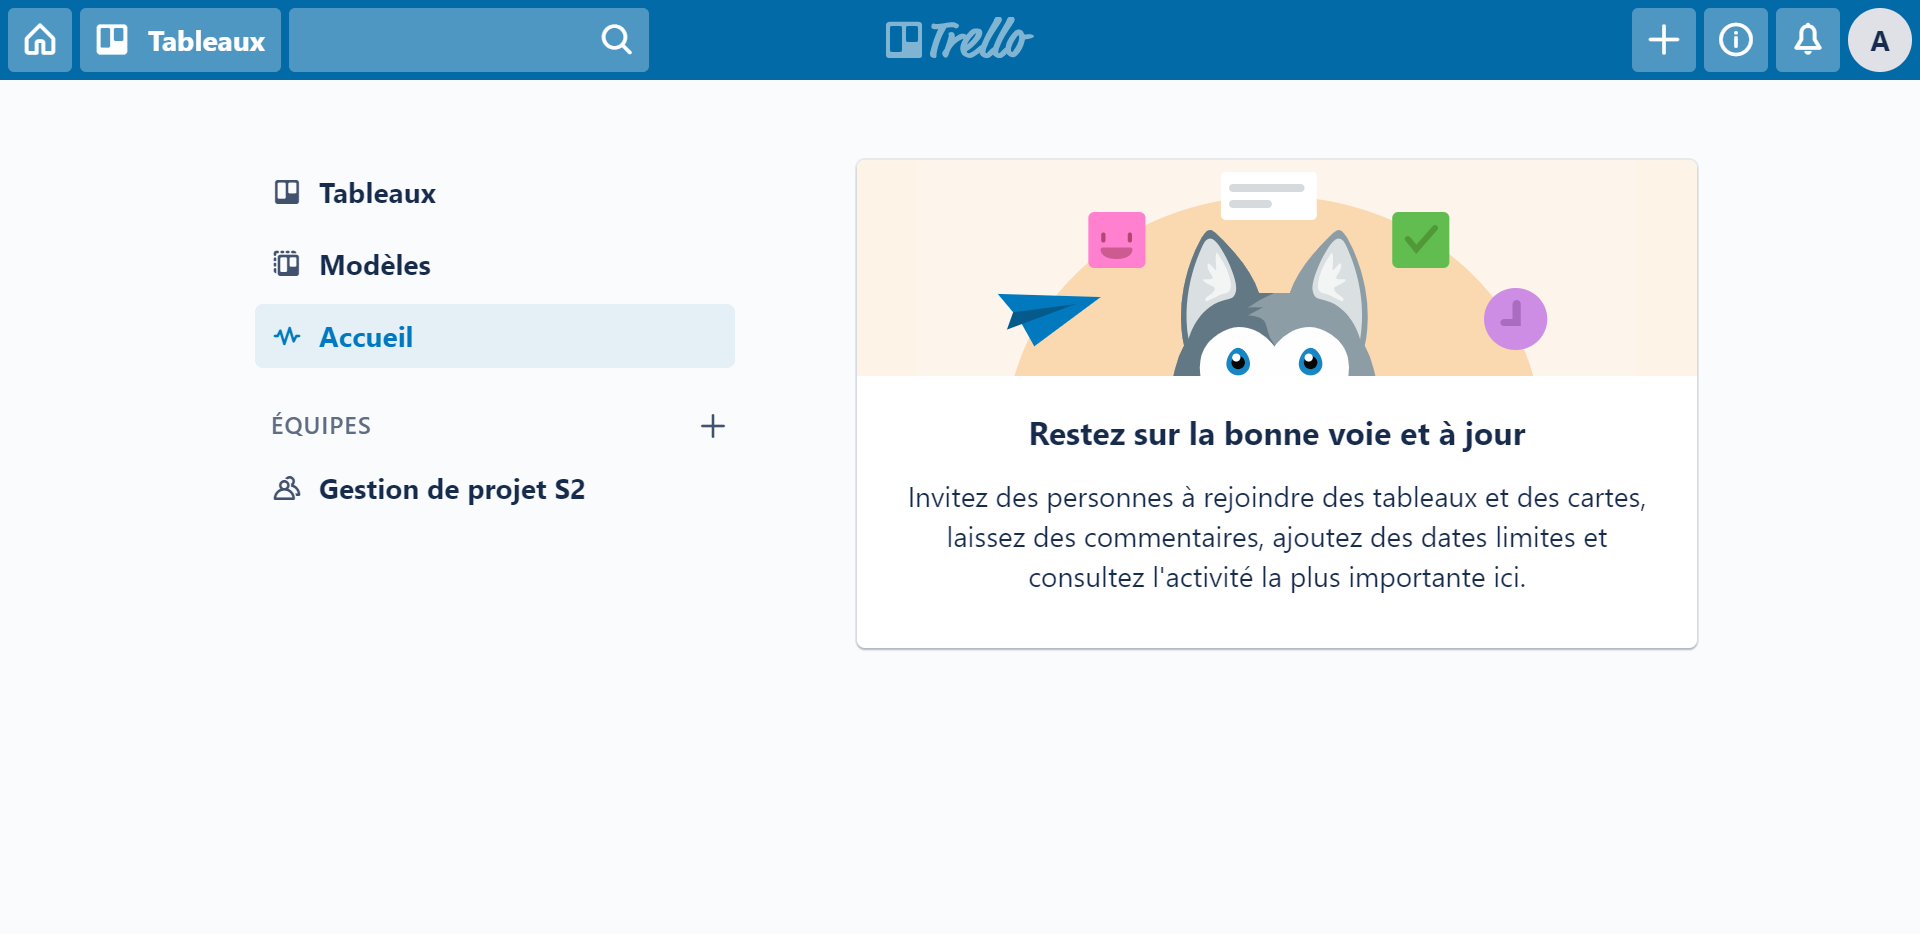 Tableaux
Trello
A
Tableaux
Modèles
Accueil
ÉQUIPES
Gestion de projet S2
Restez sur la bonne voie et à jour
Invitez des personnes à rejoindre des tableaux et des cartes,
laissez des commentaires, ajoutez des dates limites et
consultez l'activité la plus importante ici.